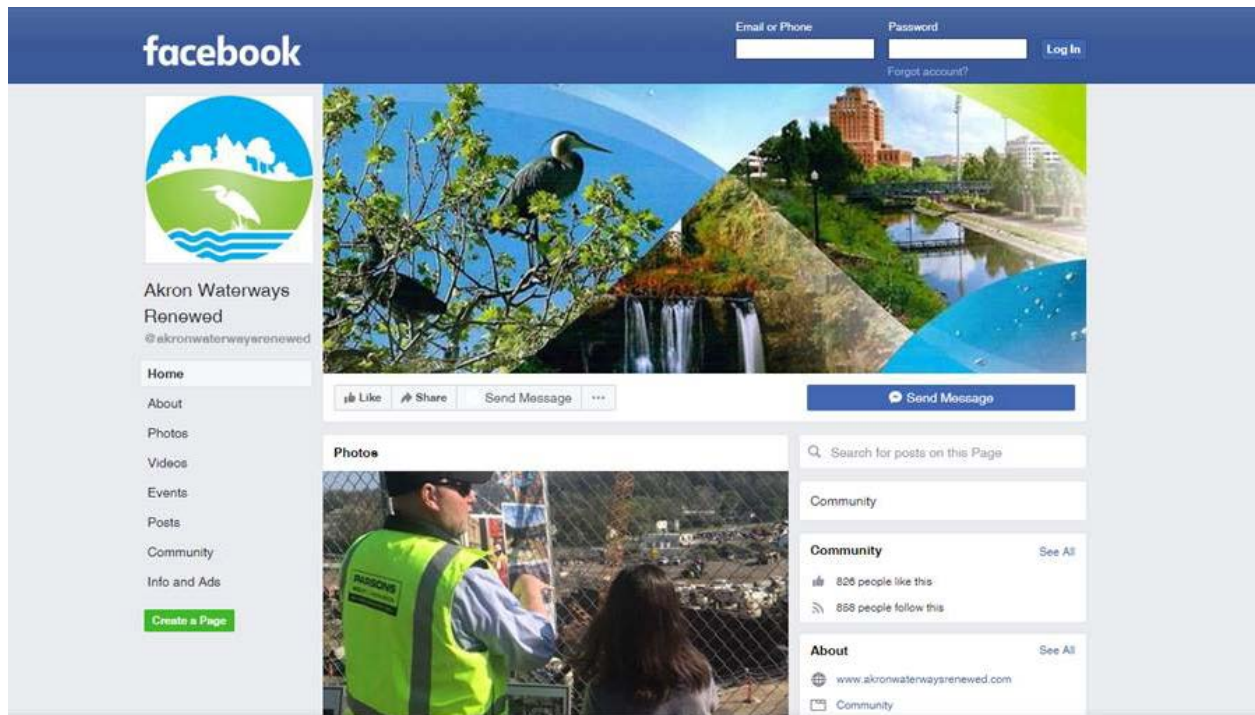 facebook
Email or Phone
Password
Log In
Forgot account?
Akron Waterways
Renewed
@akronwaterwaysrenewed
Home
About
Photos
Videos
Events
Posts
Community
Info and Ads
Create a Page
Like
Share
Send Message
Send Message
Photos
PARSONS
Search for posts on this Page
Community
Community
See All
826 people like this
858 people follow this
About
See All
www.akronwaterwaysrenewed.com
Community